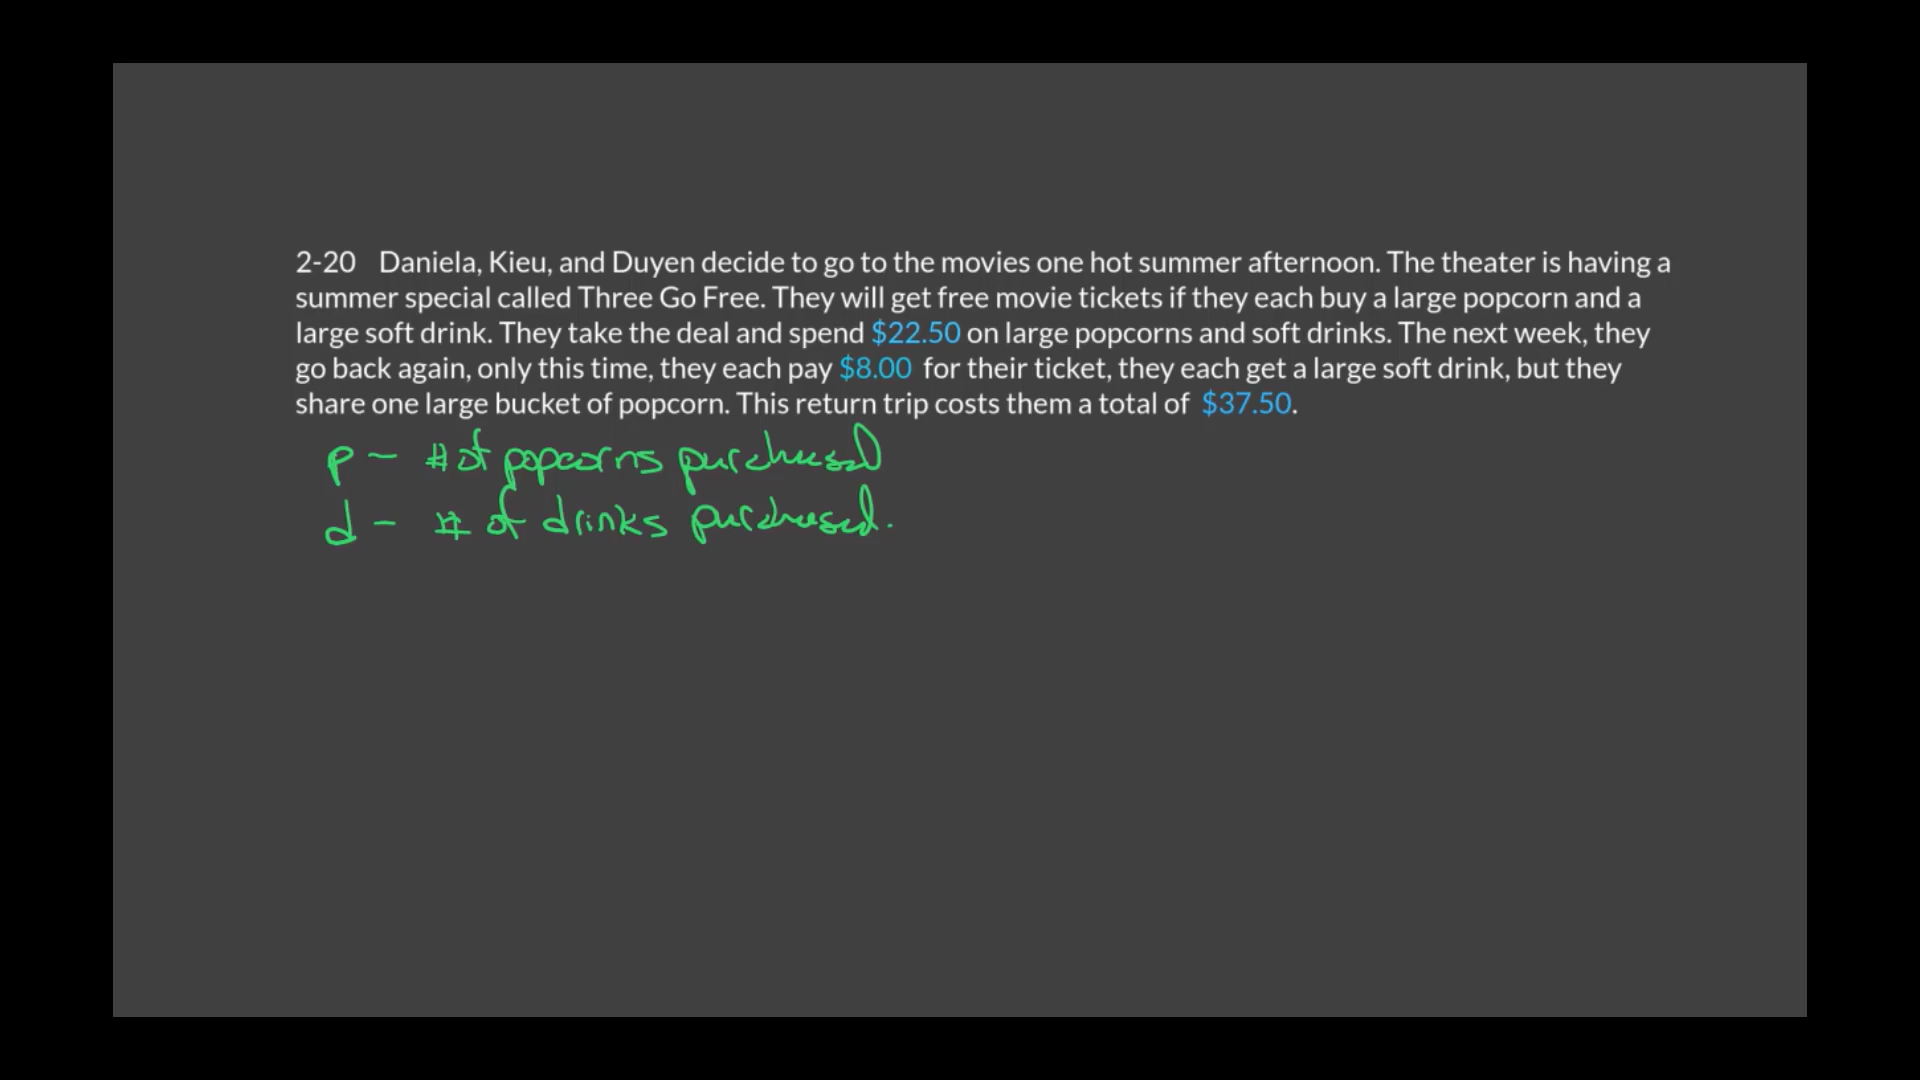 2-20 Daniela, Kieu, and Duyen decide to go to the movies one hot summer afternoon. The theater is having a
summer special called Three Go Free. They will get free movie tickets if they each buy a large popcorn and a
large soft drink. They take the deal and spend $22.50 on large popcorns and soft drinks. The next week, they
go back again, only this time, they each pay $8.00 for their ticket, they each get a large soft drink, but they
share one large bucket of popcorn. This return trip costs them a total of $37.50.
p – # of popcorns purchased
d – # of drinks purchased.